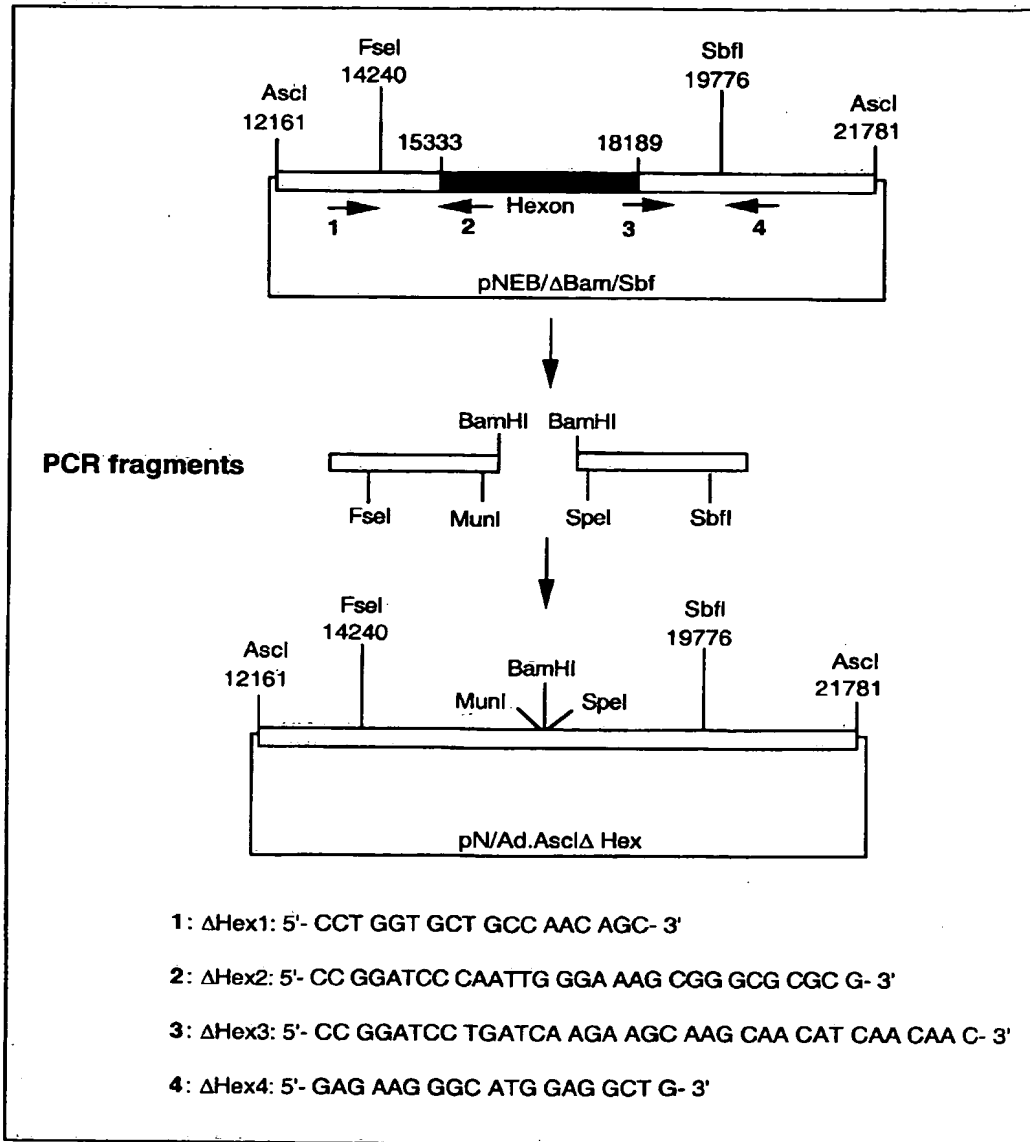 FseI
14240
SbfI
19776
AscI
12161
AscI
21781
15333
18189
Hexon
1
2
3
4
pNEB/ΔBam/Sbf
BamHI BamHI
PCR fragments
FseI
MunI
SpeI
SbfI
FseI
14240
SbfI
19776
AscI
12161
AscI
21781
BamHI
MunI
SpeI
pN/Ad.AscIΔ Hex
1: ΔHex1: 5'- CCT GGT GCT GCC AAC AGC- 3'
2: ΔHex2: 5'- CC GGATCC CAATTG GGA AAG CGG GCG CGC G- 3'
3: ΔHex3: 5'- CC GGATCC TGATCA AGA AGC AAG CAA CAT CAA CAA C- 3'
4: ΔHex4: 5'- GAG AAG GGC ATG GAG GCT G- 3'